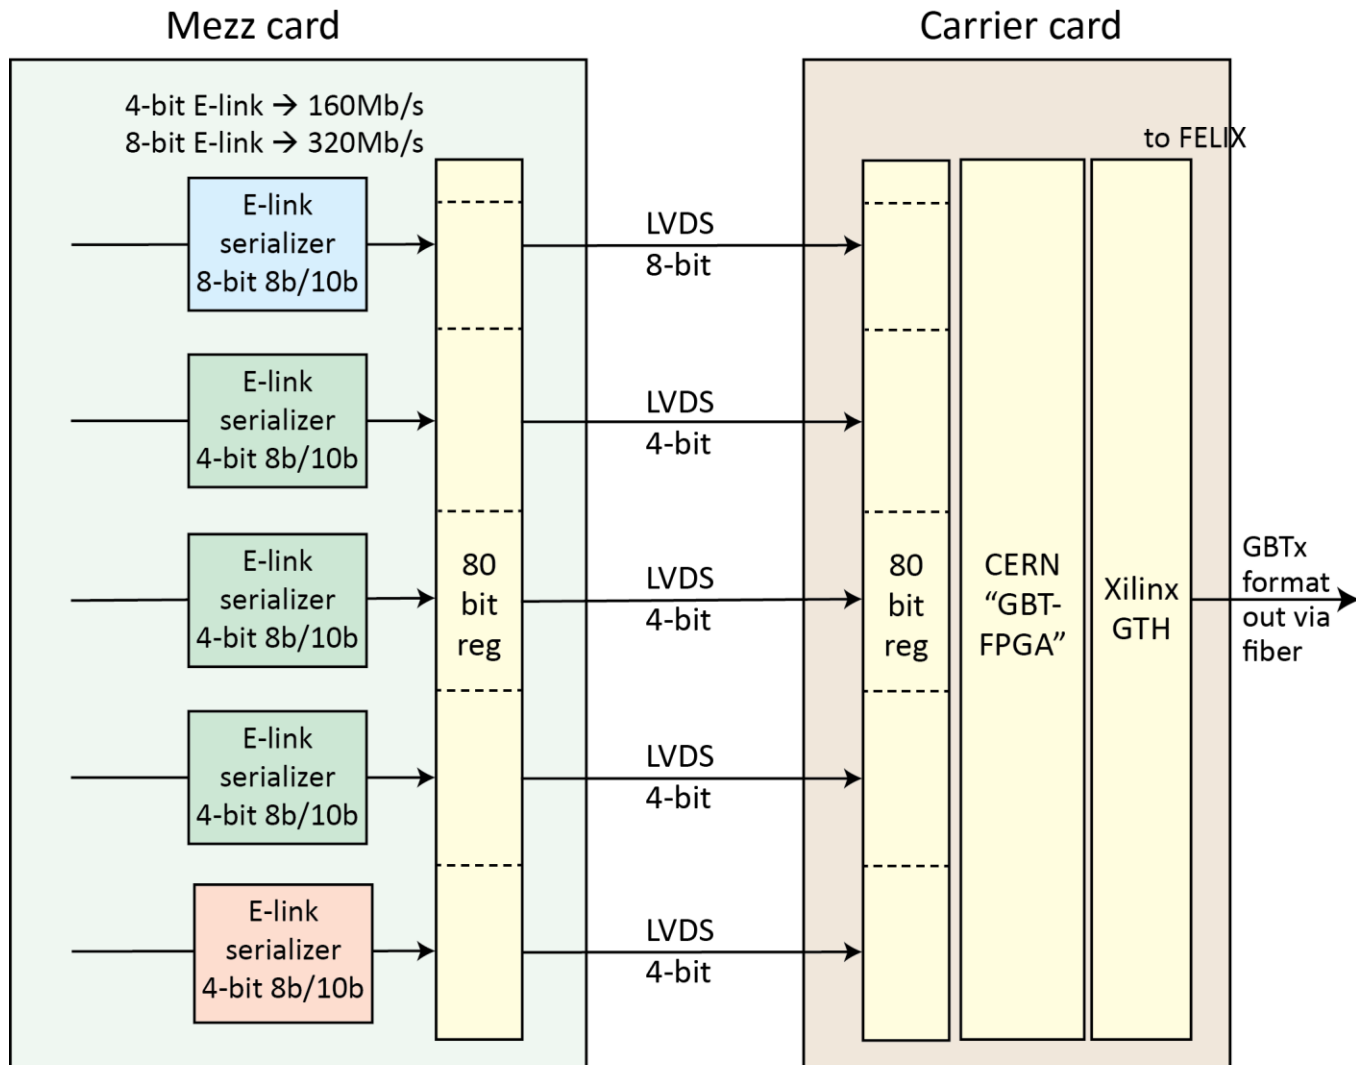 Mezz card
Carrier card
4-bit E-link → 160Mb/s
8-bit E-link → 320Mb/s
to FELIX
E-link
serializer
8-bit 8b/10b
LVDS
8-bit
E-link
serializer
4-bit 8b/10b
LVDS
4-bit
E-link
serializer
4-bit 8b/10b
80
bit
reg
LVDS
4-bit
80
bit
reg
CERN
“GBT-
FPGA”
Xilinx
GTH
GBTx
format
out via
fiber
E-link
serializer
4-bit 8b/10b
LVDS
4-bit
E-link
serializer
4-bit 8b/10b
LVDS
4-bit